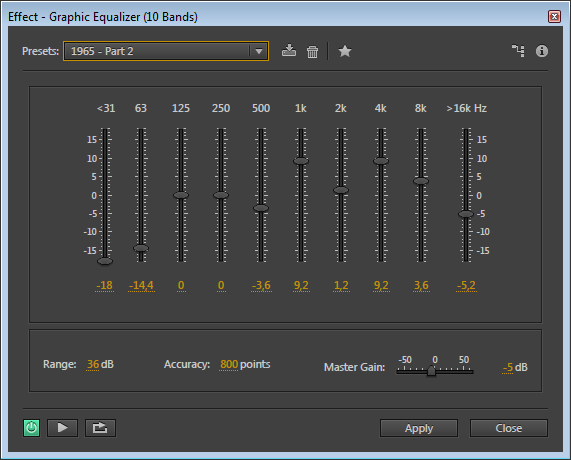 Effect - Graphic Equalizer (10 Bands)
Presets: 1965 - Part 2
<31 63 125 250 500 1k 2k 4k 8k >16k Hz
15 15
10 10
5 5
0 0
-5 -5
-10 -10
-15 -15
-18 -14,4 0 0 -3,6 9,2 1,2 9,2 3,6 -5,2
-50 0 50
Range: 36 dB Accuracy: 800 points Master Gain: -5 dB
Apply Close